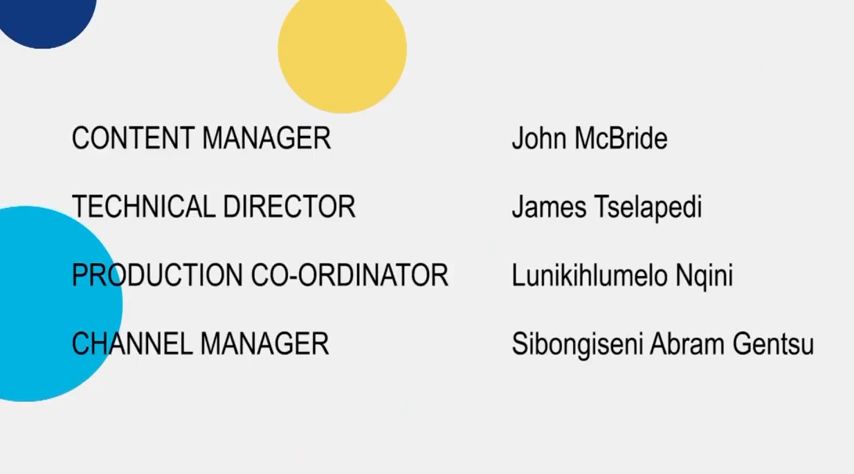 CONTENT MANAGER John McBride
TECHNICAL DIRECTOR James Tselapedi
PRODUCTION CO-ORDINATOR Lunikihlumelo Nqini
CHANNEL MANAGER Sibongiseni Abram Gentsu